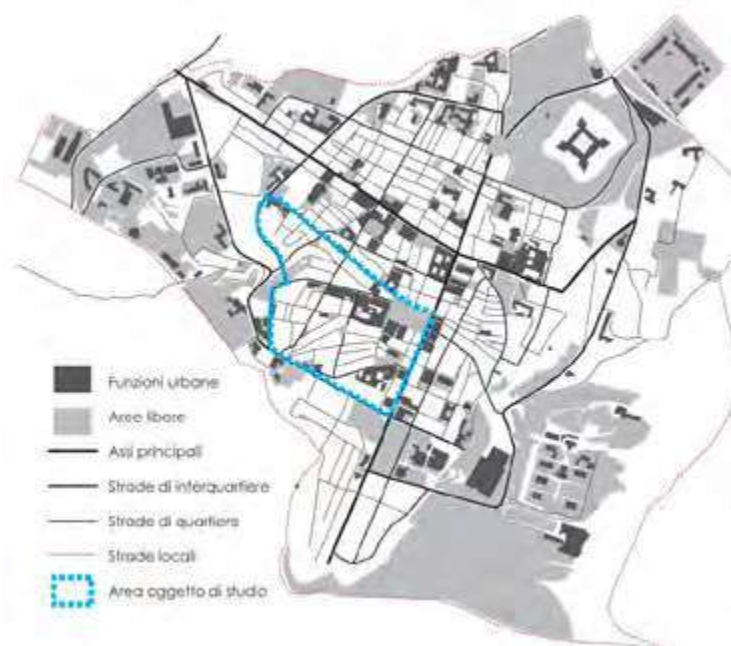 Funzioni urbane
Aree libere
Assi principali
Strade di interquartiere
Strade di quartiere
Strade locali
Area oggetto di studio